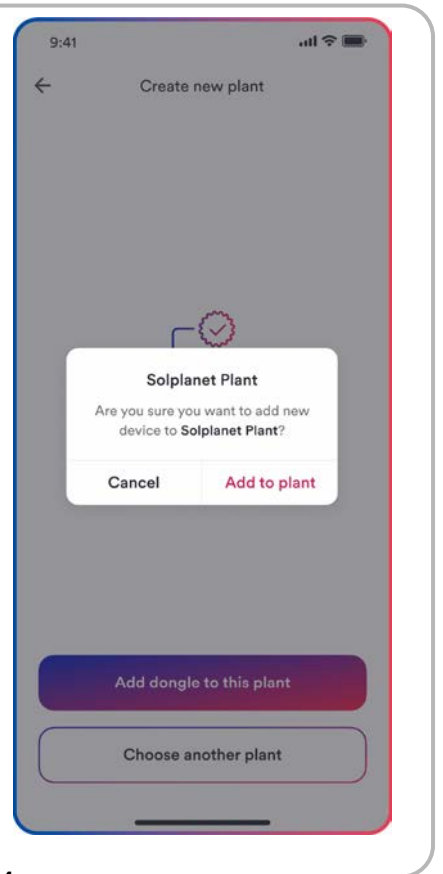 9:41
Create new plant
Solplanet Plant
Are you sure you want to add new
device to Solplanet Plant?
Cancel Add to plant
Add dongle to this plant
Choose another plant